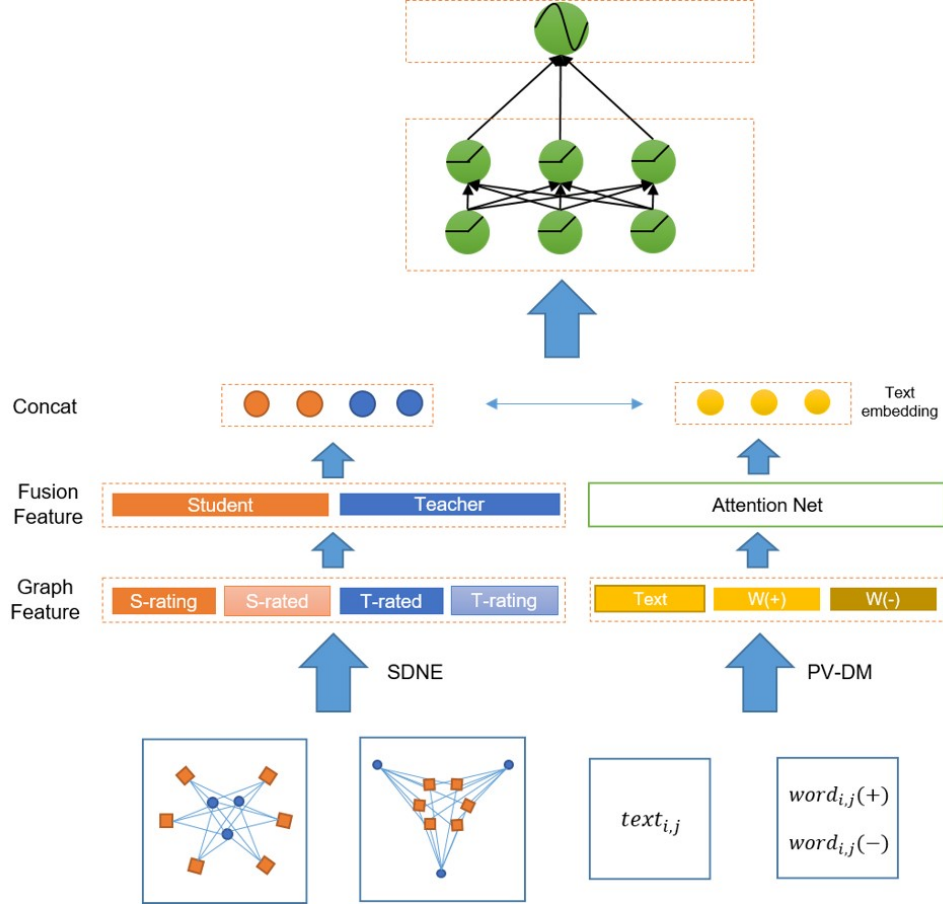 Concat
Text
embedding
Fusion
Feature
Student
Teacher
Attention Net
Graph
Feature
S-rating
S-rated
T-rated
T-rating
Text
W(+)
W(-)
SDNE
PV-DM
text_{i,j}
word_{i,j}(+)
word_{i,j}(−)